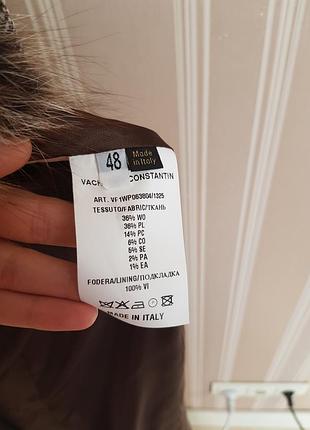 48
Made
in Italy
CONSTANTIN
ART. VF1WP063804/1325
TESSUTO/FABRIC/ТКАНЬ
36% WO
36% PL
14% PC
6% CO
5% SE
2% PA
1% EA
FODERA/LINING/ПОДКЛАДКА
100% VI
MADE IN ITALY